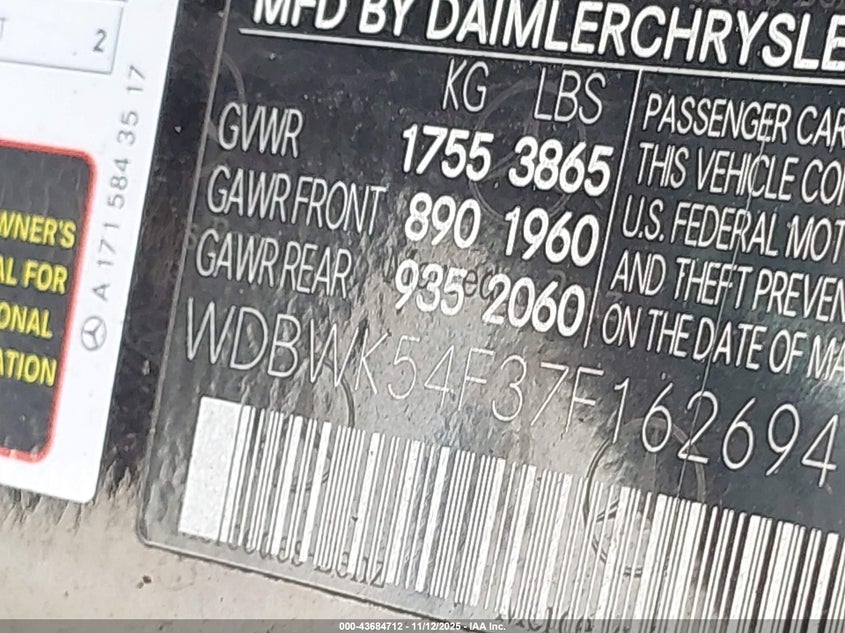 T 2
A 171 584 35 17
WNER'S
AL FOR
ONAL
ATION
MFD BY DAIMLERCHRYSLE
KG LBS
GVWR 1755 3865
GAWR FRONT 890 1960
GAWR REAR 935 2060
WDBWK54F37F162694
PASSENGER CAR
THIS VEHICLE CO
U.S. FEDERAL MOT
AND THEFT PREVEN
ON THE DATE OF MA
000-43684712 - 11/12/2025 - IAA, Inc.